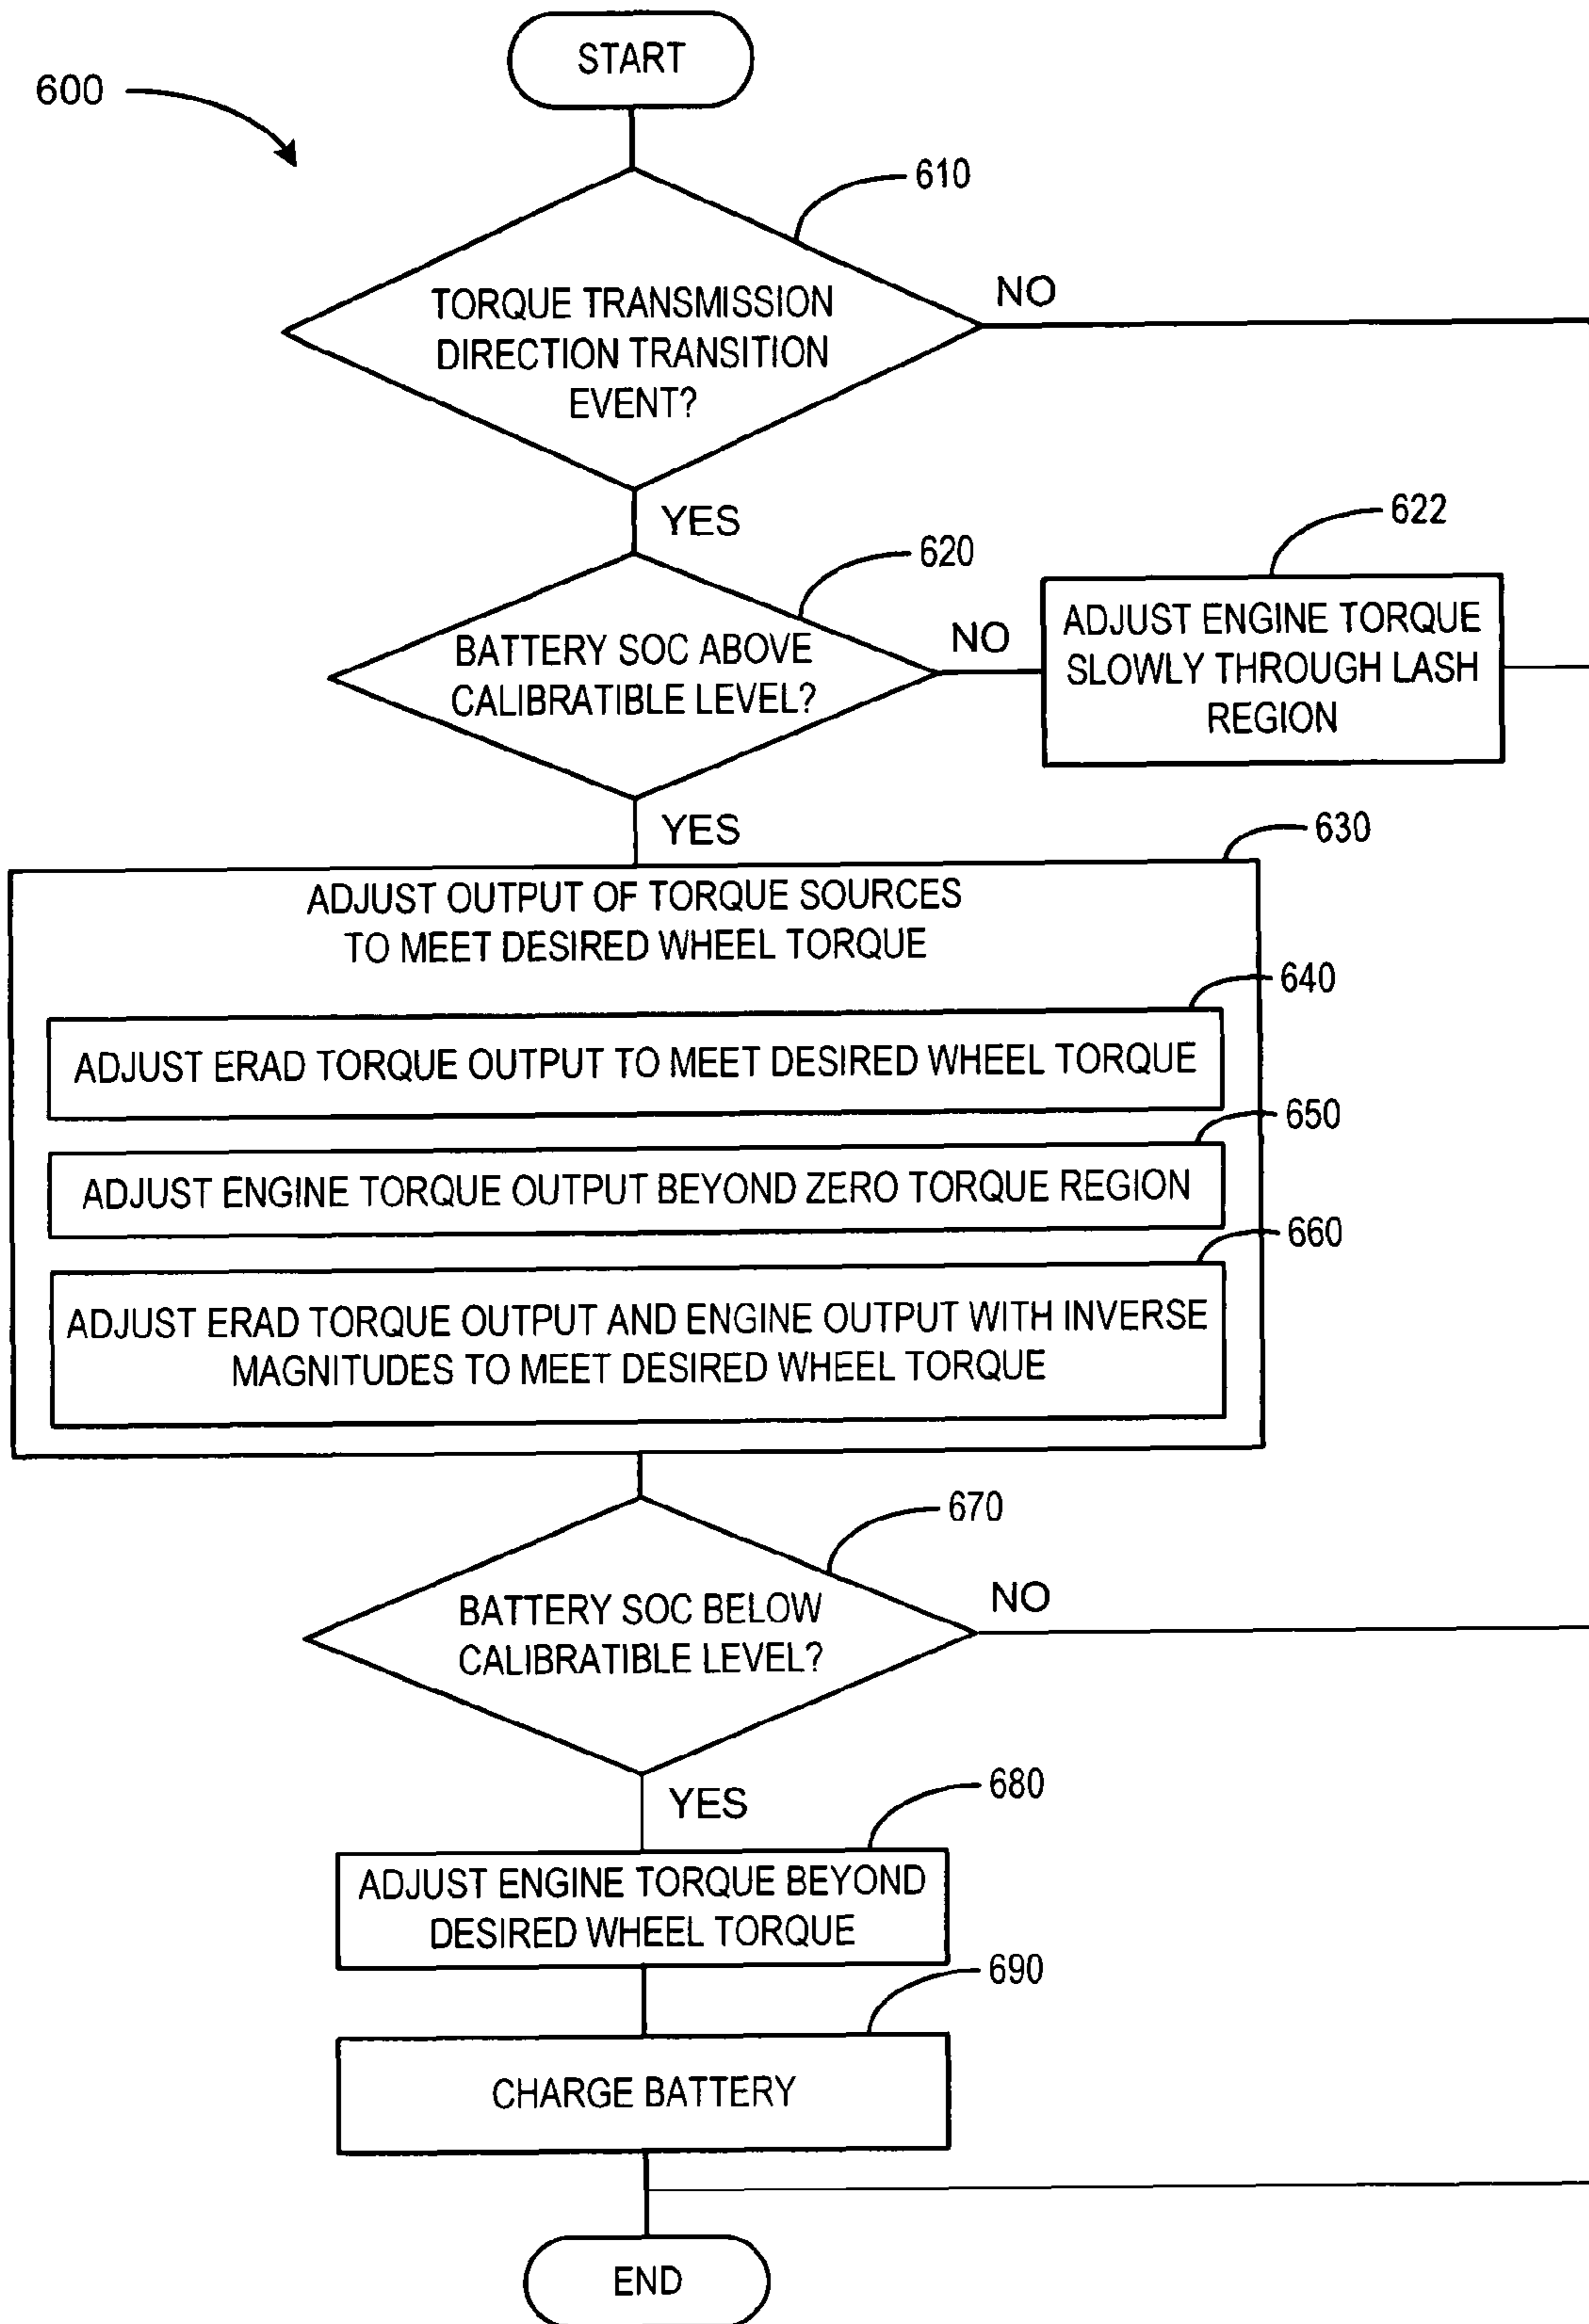 START
600
610
TORQUE TRANSMISSION
DIRECTION TRANSITION
EVENT?
NO
YES
620
622
BATTERY SOC ABOVE
CALIBRATIBLE LEVEL?
NO
ADJUST ENGINE TORQUE
SLOWLY THROUGH LASH
REGION
YES
630
ADJUST OUTPUT OF TORQUE SOURCES
TO MEET DESIRED WHEEL TORQUE
640
ADJUST ERAD TORQUE OUTPUT TO MEET DESIRED WHEEL TORQUE
650
ADJUST ENGINE TORQUE OUTPUT BEYOND ZERO TORQUE REGION
660
ADJUST ERAD TORQUE OUTPUT AND ENGINE OUTPUT WITH INVERSE
MAGNITUDES TO MEET DESIRED WHEEL TORQUE
670
BATTERY SOC BELOW
CALIBRATIBLE LEVEL?
NO
YES
680
ADJUST ENGINE TORQUE BEYOND
DESIRED WHEEL TORQUE
690
CHARGE BATTERY
END